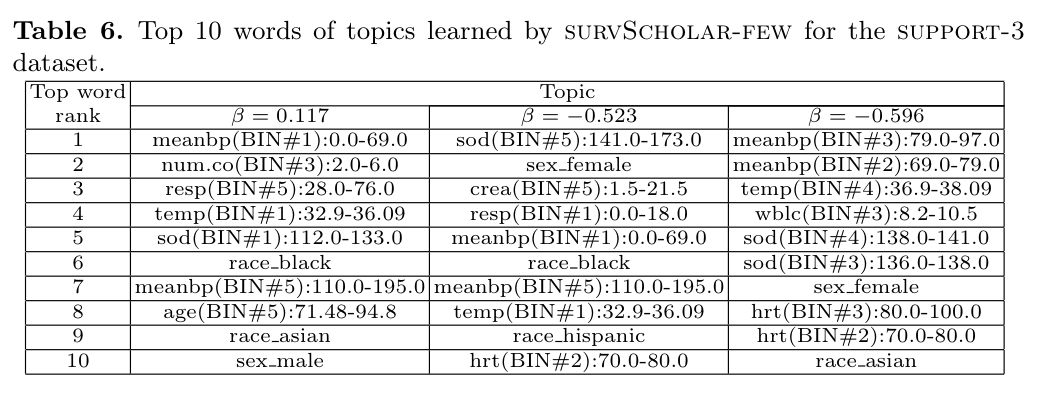 Table 6. Top 10 words of topics learned by SURVSCHOLAR-FEW for the SUPPORT-3
dataset.
Top word Topic
rank β = 0.117 β = −0.523 β = −0.596
1 meanbp(BIN#1):0.0-69.0 sod(BIN#5):141.0-173.0 meanbp(BIN#3):79.0-97.0
2 num.co(BIN#3):2.0-6.0 sex_female meanbp(BIN#2):69.0-79.0
3 resp(BIN#5):28.0-76.0 crea(BIN#5):1.5-21.5 temp(BIN#4):36.9-38.09
4 temp(BIN#1):32.9-36.09 resp(BIN#1):0.0-18.0 wblc(BIN#3):8.2-10.5
5 sod(BIN#1):112.0-133.0 meanbp(BIN#1):0.0-69.0 sod(BIN#4):138.0-141.0
6 race_black race_black sod(BIN#3):136.0-138.0
7 meanbp(BIN#5):110.0-195.0 meanbp(BIN#5):110.0-195.0 sex_female
8 age(BIN#5):71.48-94.8 temp(BIN#1):32.9-36.09 hrt(BIN#3):80.0-100.0
9 race_asian race_hispanic hrt(BIN#2):70.0-80.0
10 sex_male hrt(BIN#2):70.0-80.0 race_asian